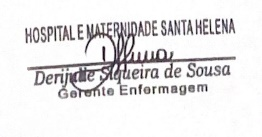 HOSPITAL E MATERNIDADE SANTA HELENA
Siqueira de Sousa
Gerente Enfermagem